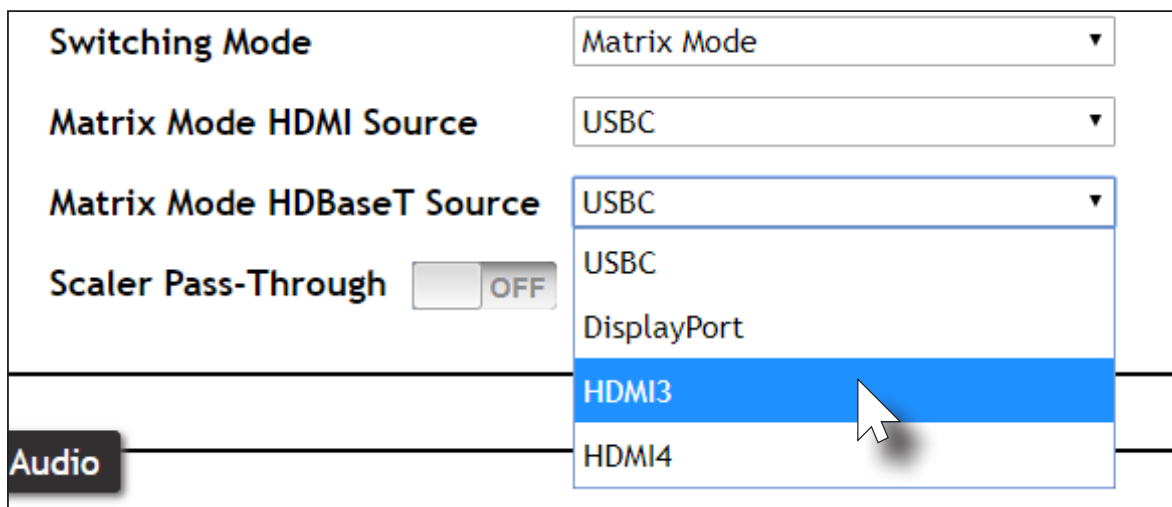 Switching Mode
Matrix Mode
Matrix Mode HDMI Source
USBC
Matrix Mode HDBaseT Source
USBC
USBC
Scaler Pass-Through
OFF
DisplayPort
HDMI3
HDMI4
Audio